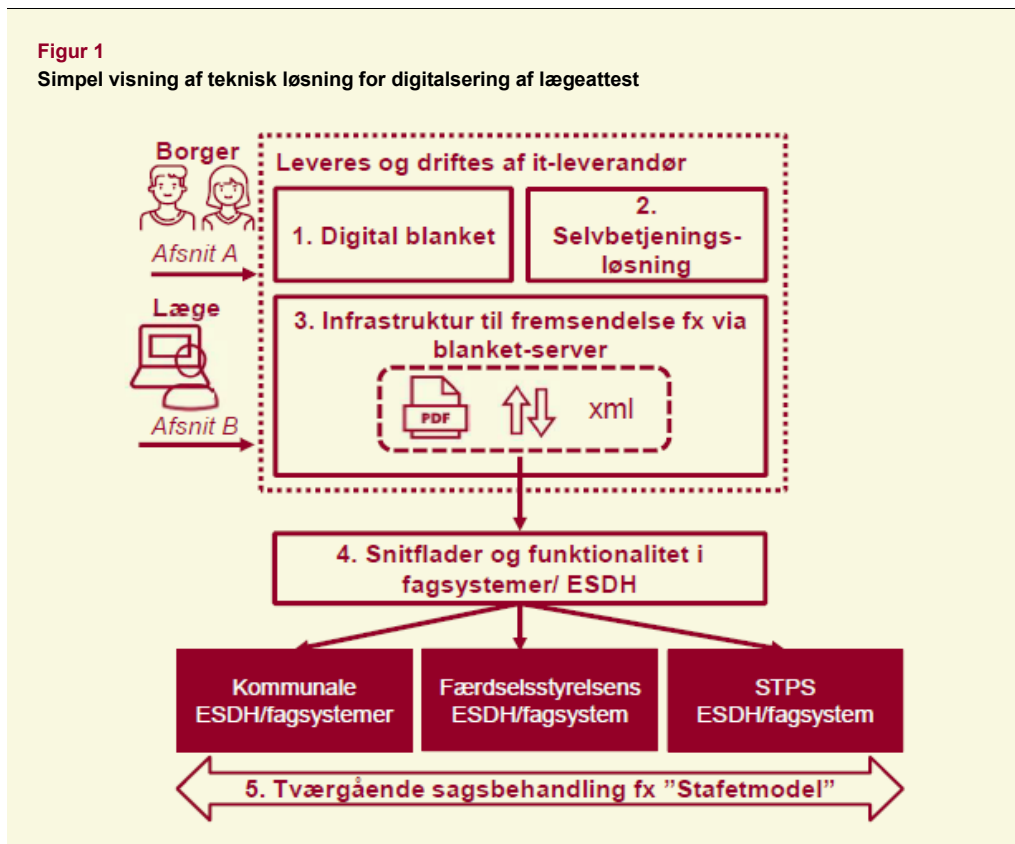 Figur 1
Simpel visning af teknisk løsning for digitalsering af lægeattest
Borger
Afsnit A
Læge
Afsnit B
Leveres og driftes af it-leverandør
1. Digital blanket
2.
Selvbetjenings-
løsning
3. Infrastruktur til fremsendelse fx via
blanket-server
PDF
xml
4. Snitflader og funktionalitet i
fagsystemer/ ESDH
Kommunale
ESDH/fagsystemer
Færdselsstyrelsens
ESDH/fagsystem
STPS
ESDH/fagsystem
5. Tværgående sagsbehandling fx ”Stafetmodel”